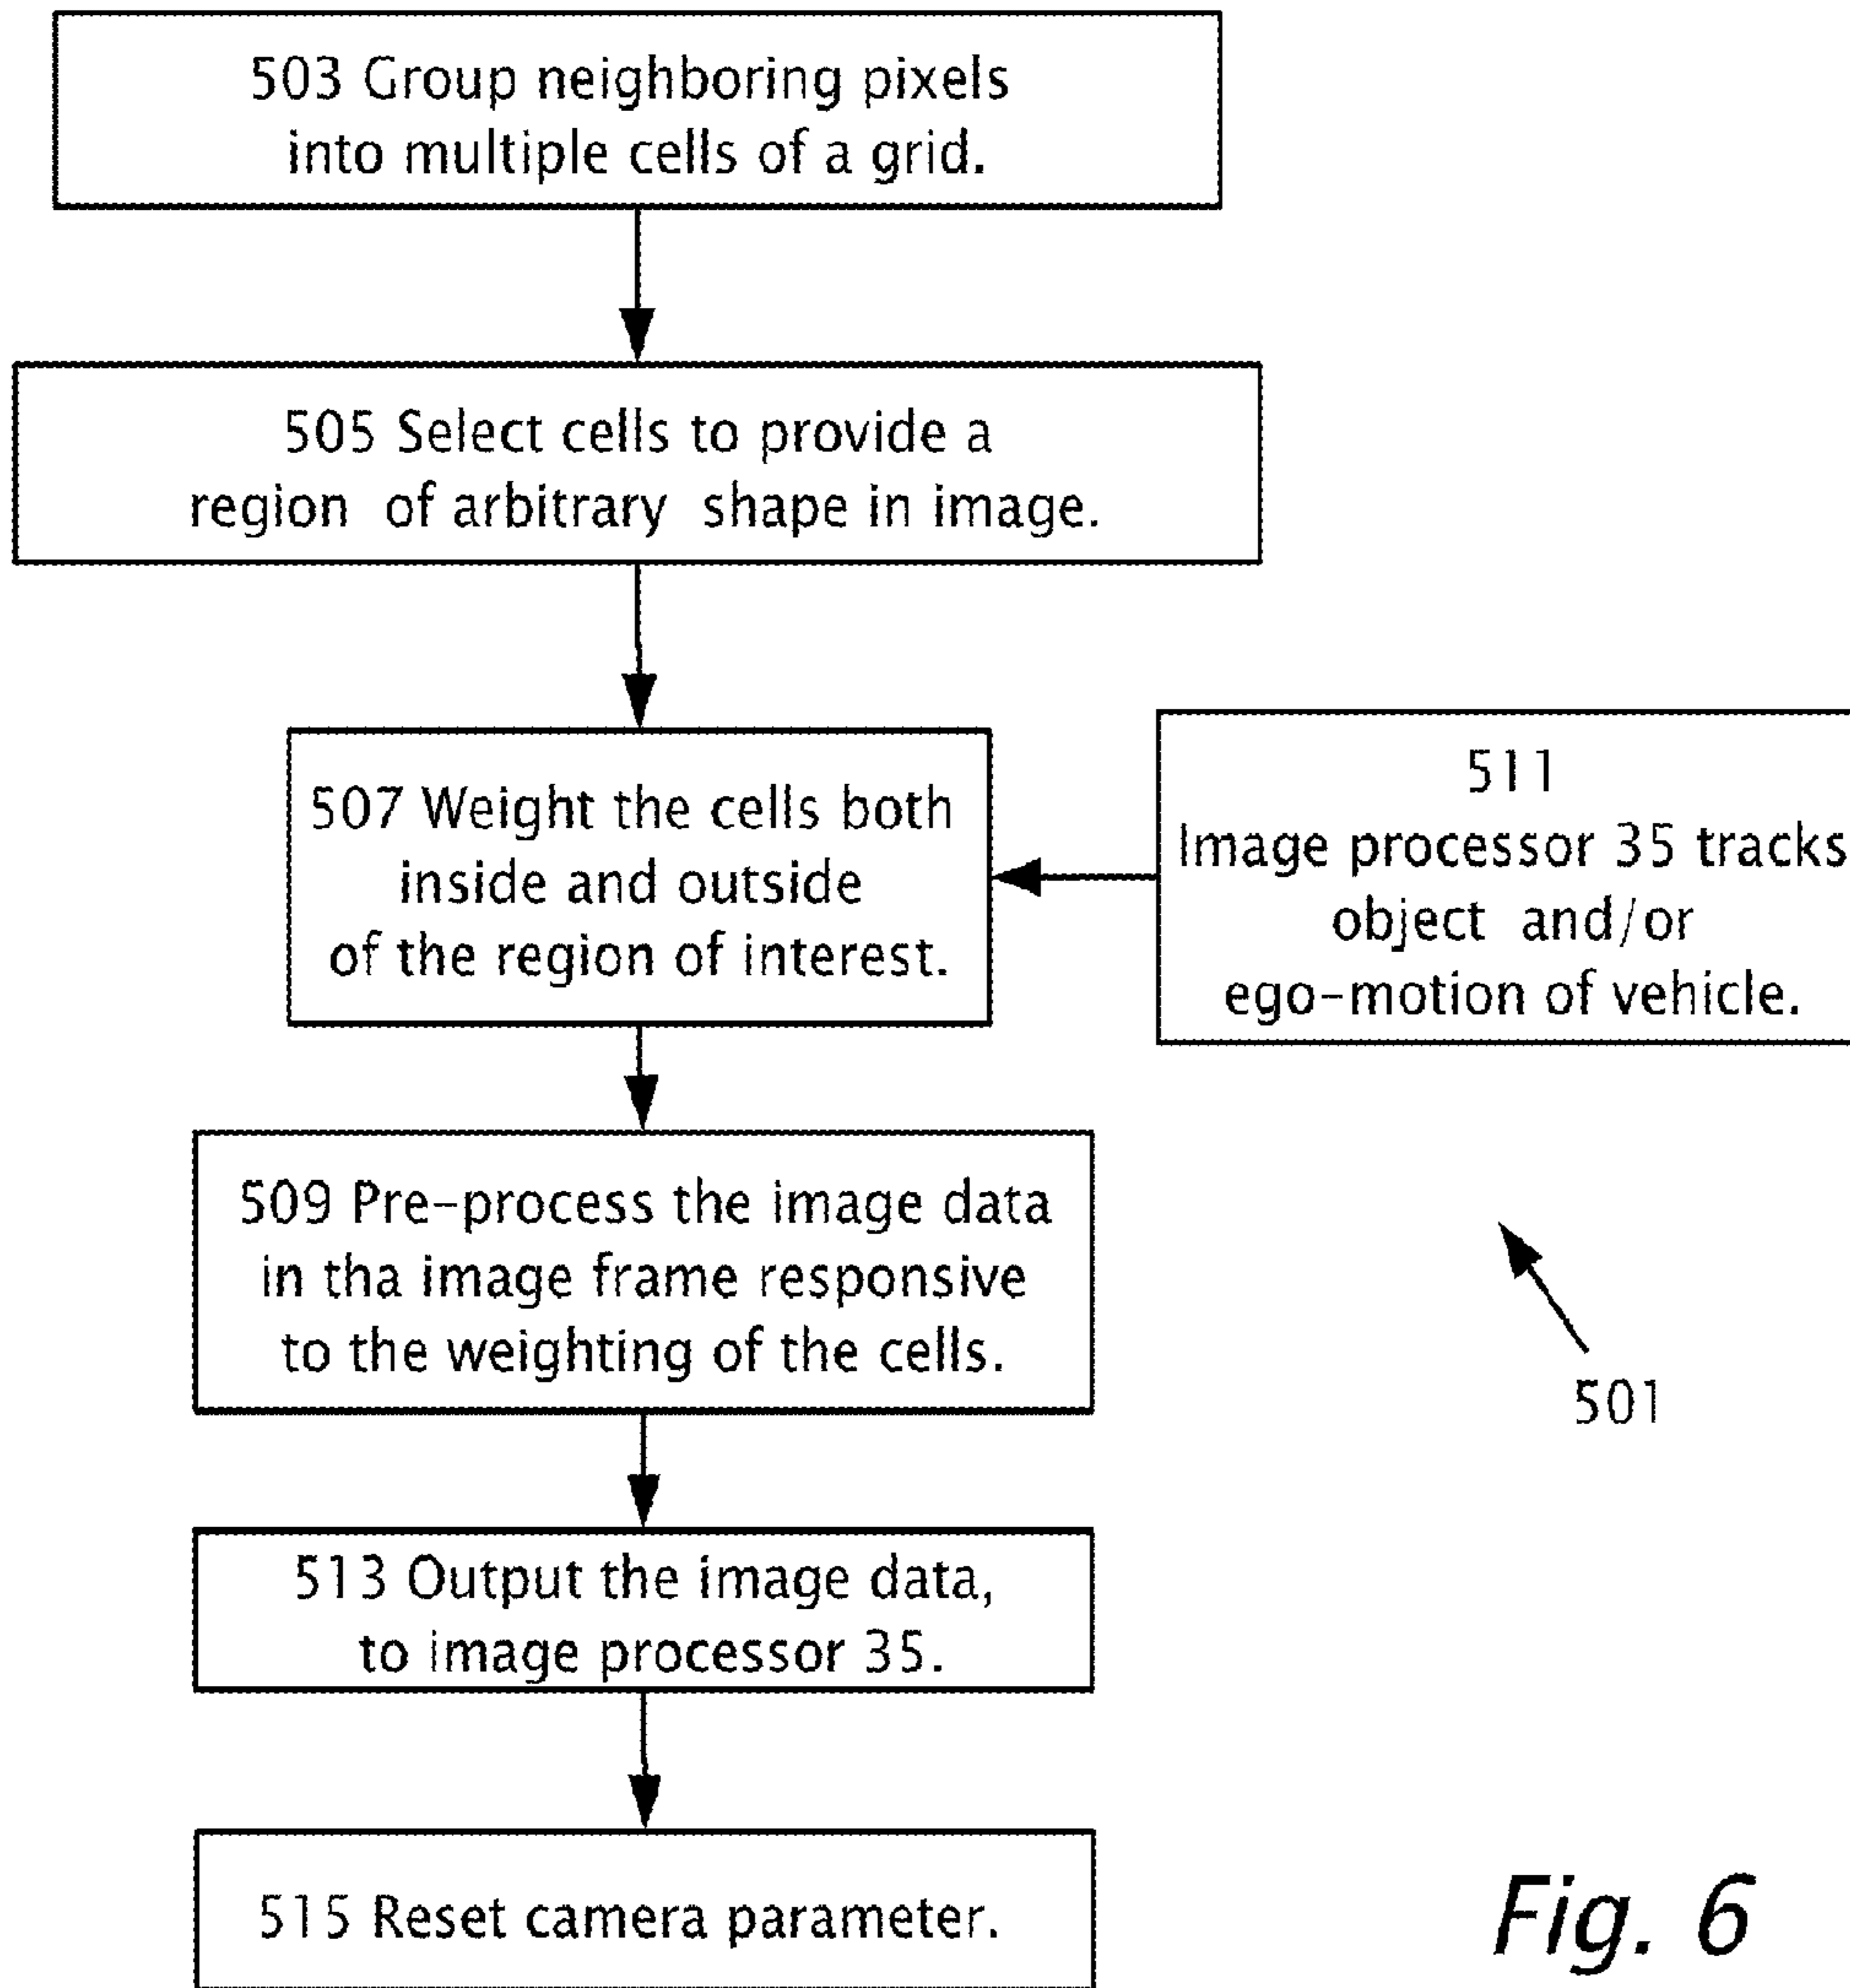 503 Group neighboring pixels
into multiple cells of a grid.
505 Select cells to provide a
region of arbitrary shape in image.
507 Weight the cells both
inside and outside
of the region of interest.
511
Image processor 35 tracks
object and/or
ego-motion of vehicle.
509 Pre-process the image data
in tha image frame responsive
to the weighting of the cells.
501
513 Output the image data,
to image processor 35.
515 Reset camera parameter.
Fig. 6